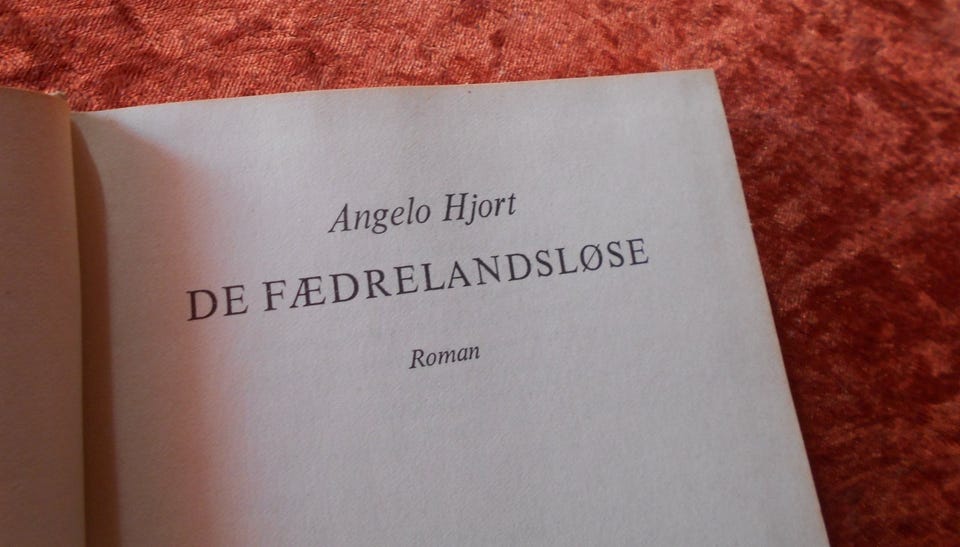 Angelo Hjort
DE FÆDRELANDSLØSE
Roman